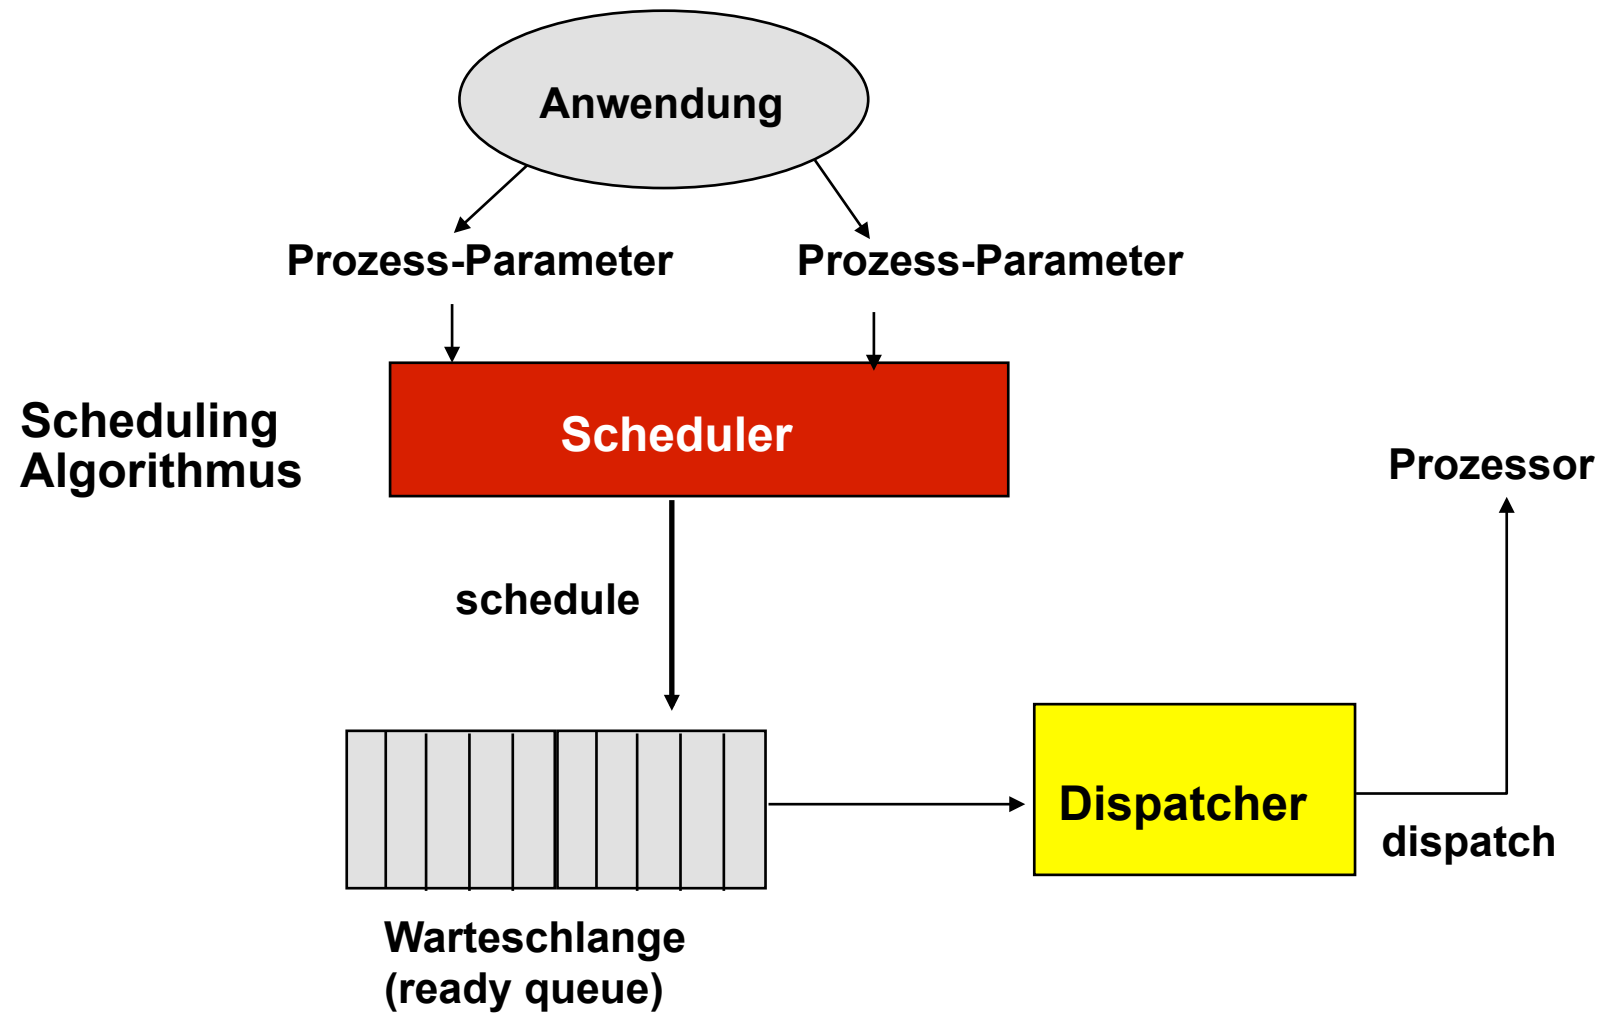 Anwendung
Prozess-Parameter
Prozess-Parameter
Scheduling
Algorithmus
Scheduler
Prozessor
schedule
Dispatcher
dispatch
Warteschlange
(ready queue)